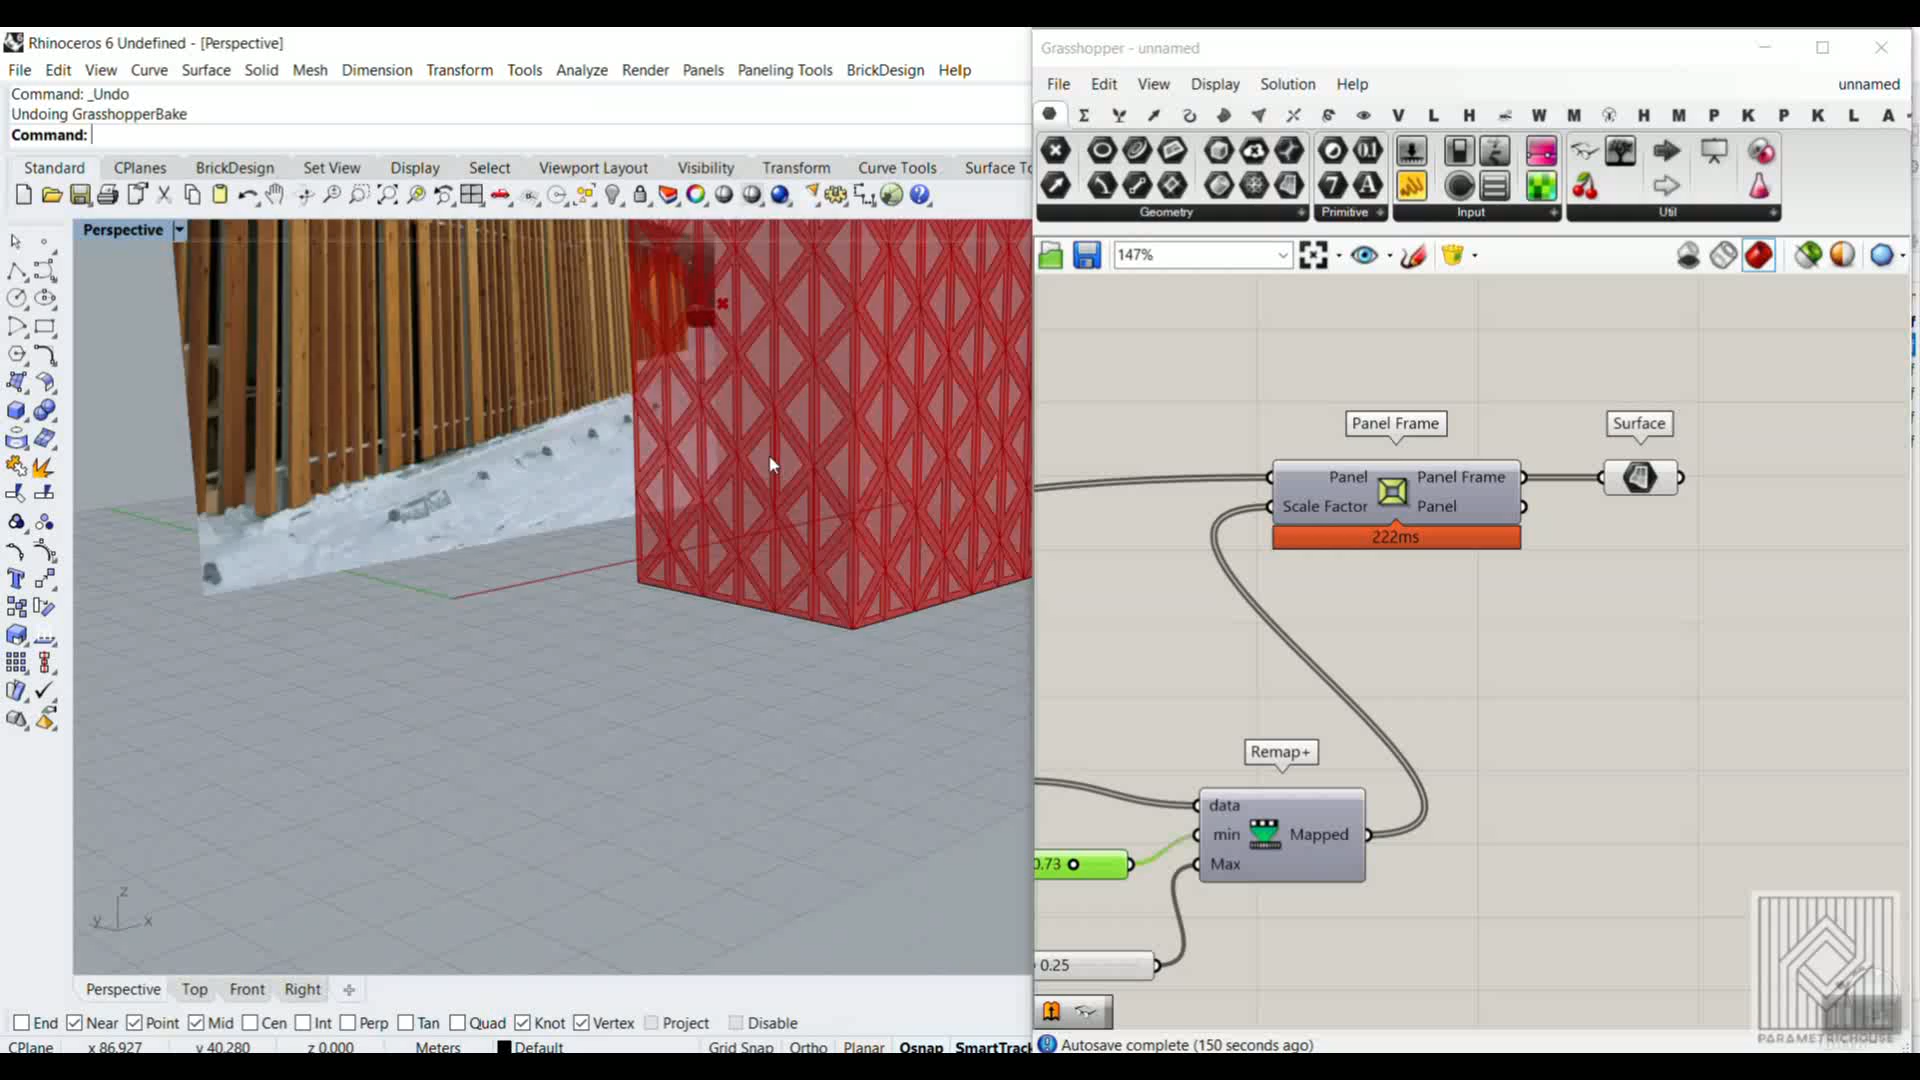 Rhinoceros 6 Undefined - [Perspective]
File Edit View Curve Surface Solid Mesh Dimension Transform Tools Analyze Render Panels Paneling Tools BrickDesign Help
Command: _Undo
Undoing GrasshopperBake
Command:
Standard CPlanes BrickDesign Set View Display Select Viewport Layout Visibility Transform Curve Tools Surface To
Perspective
z
y x
Perspective Top Front Right
End Near Point Mid Cen Int Perp Tan Quad Knot Vertex Project Disable
CPlane x 86.927 y 40.280 z 0.000 Meters Default Grid Snap Ortho Planar Osnap SmartTrack
Grasshopper - unnamed
File Edit View Display Solution Help unnamed
V L H W M H M P K P K L A
Geometry Primitive Input Util
147%
Panel Frame
Surface
Panel Panel Frame
Scale Factor Panel
222ms
Remap+
data
min Mapped
Max
0.73
0.25
Autosave complete (150 seconds ago)
PARAMETRICHOUSE